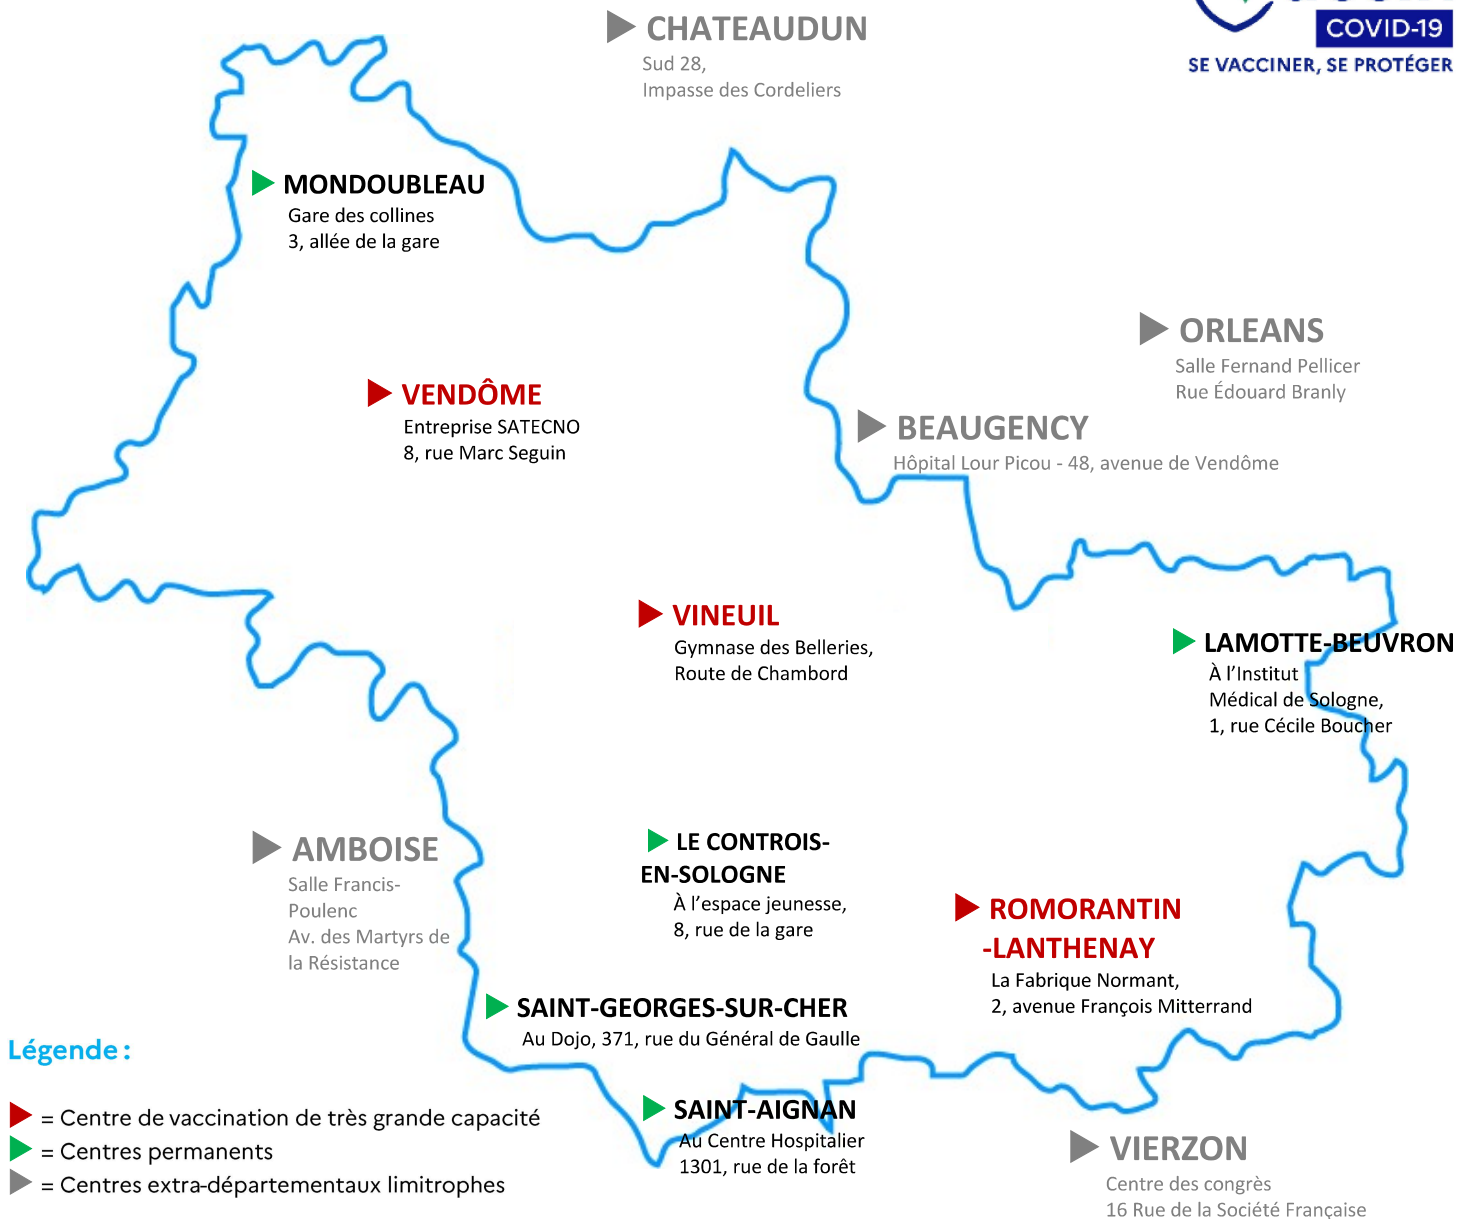 CHATEAUDUN
Sud 28,
Impasse des Cordeliers
COVID-19
SE VACCINER, SE PROTÉGER
MONDOUBLEAU
Gare des collines
3, allée de la gare
ORLEANS
Salle Fernand Pellicer
Rue Édouard Branly
VENDÔME
Entreprise SATECNO
8, rue Marc Seguin
BEAUGENCY
Hôpital Lour Picou - 48, avenue de Vendôme
VINEUIL
Gymnase des Belleries,
Route de Chambord
LAMOTTE-BEUVRON
À l'Institut
Médical de Sologne,
1, rue Cécile Boucher
AMBOISE
Salle Francis-
Poulenc
Av. des Martyrs de
la Résistance
LE CONTROIS-
EN-SOLOGNE
À l'espace jeunesse,
8, rue de la gare
ROMORANTIN
-LANTHENAY
La Fabrique Normant,
2, avenue François Mitterrand
SAINT-GEORGES-SUR-CHER
Au Dojo, 371, rue du Général de Gaulle
SAINT-AIGNAN
Au Centre Hospitalier
1301, rue de la forêt
VIERZON
Centre des congrès
16 Rue de la Société Française
Légende :
= Centre de vaccination de très grande capacité
= Centres permanents
= Centres extra-départementaux limitrophes